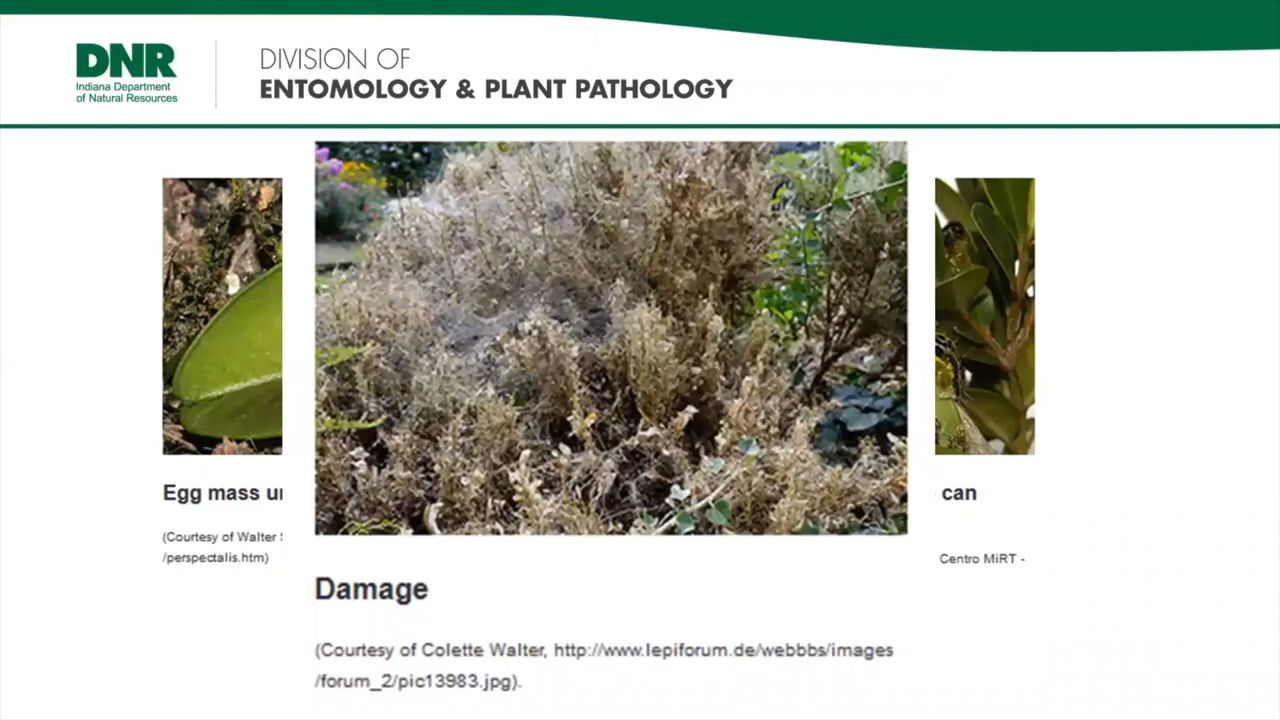 DNR
Indiana Department
of Natural Resources
DIVISION OF
ENTOMOLOGY & PLANT PATHOLOGY
Egg mass
(Courtesy of Walter
/perspectalis.htm)
can
Centro MiRT -
Damage
(Courtesy of Colette Walter, http://www.lepiforum.de/webbbs/images
/forum_2/pic13983.jpg).